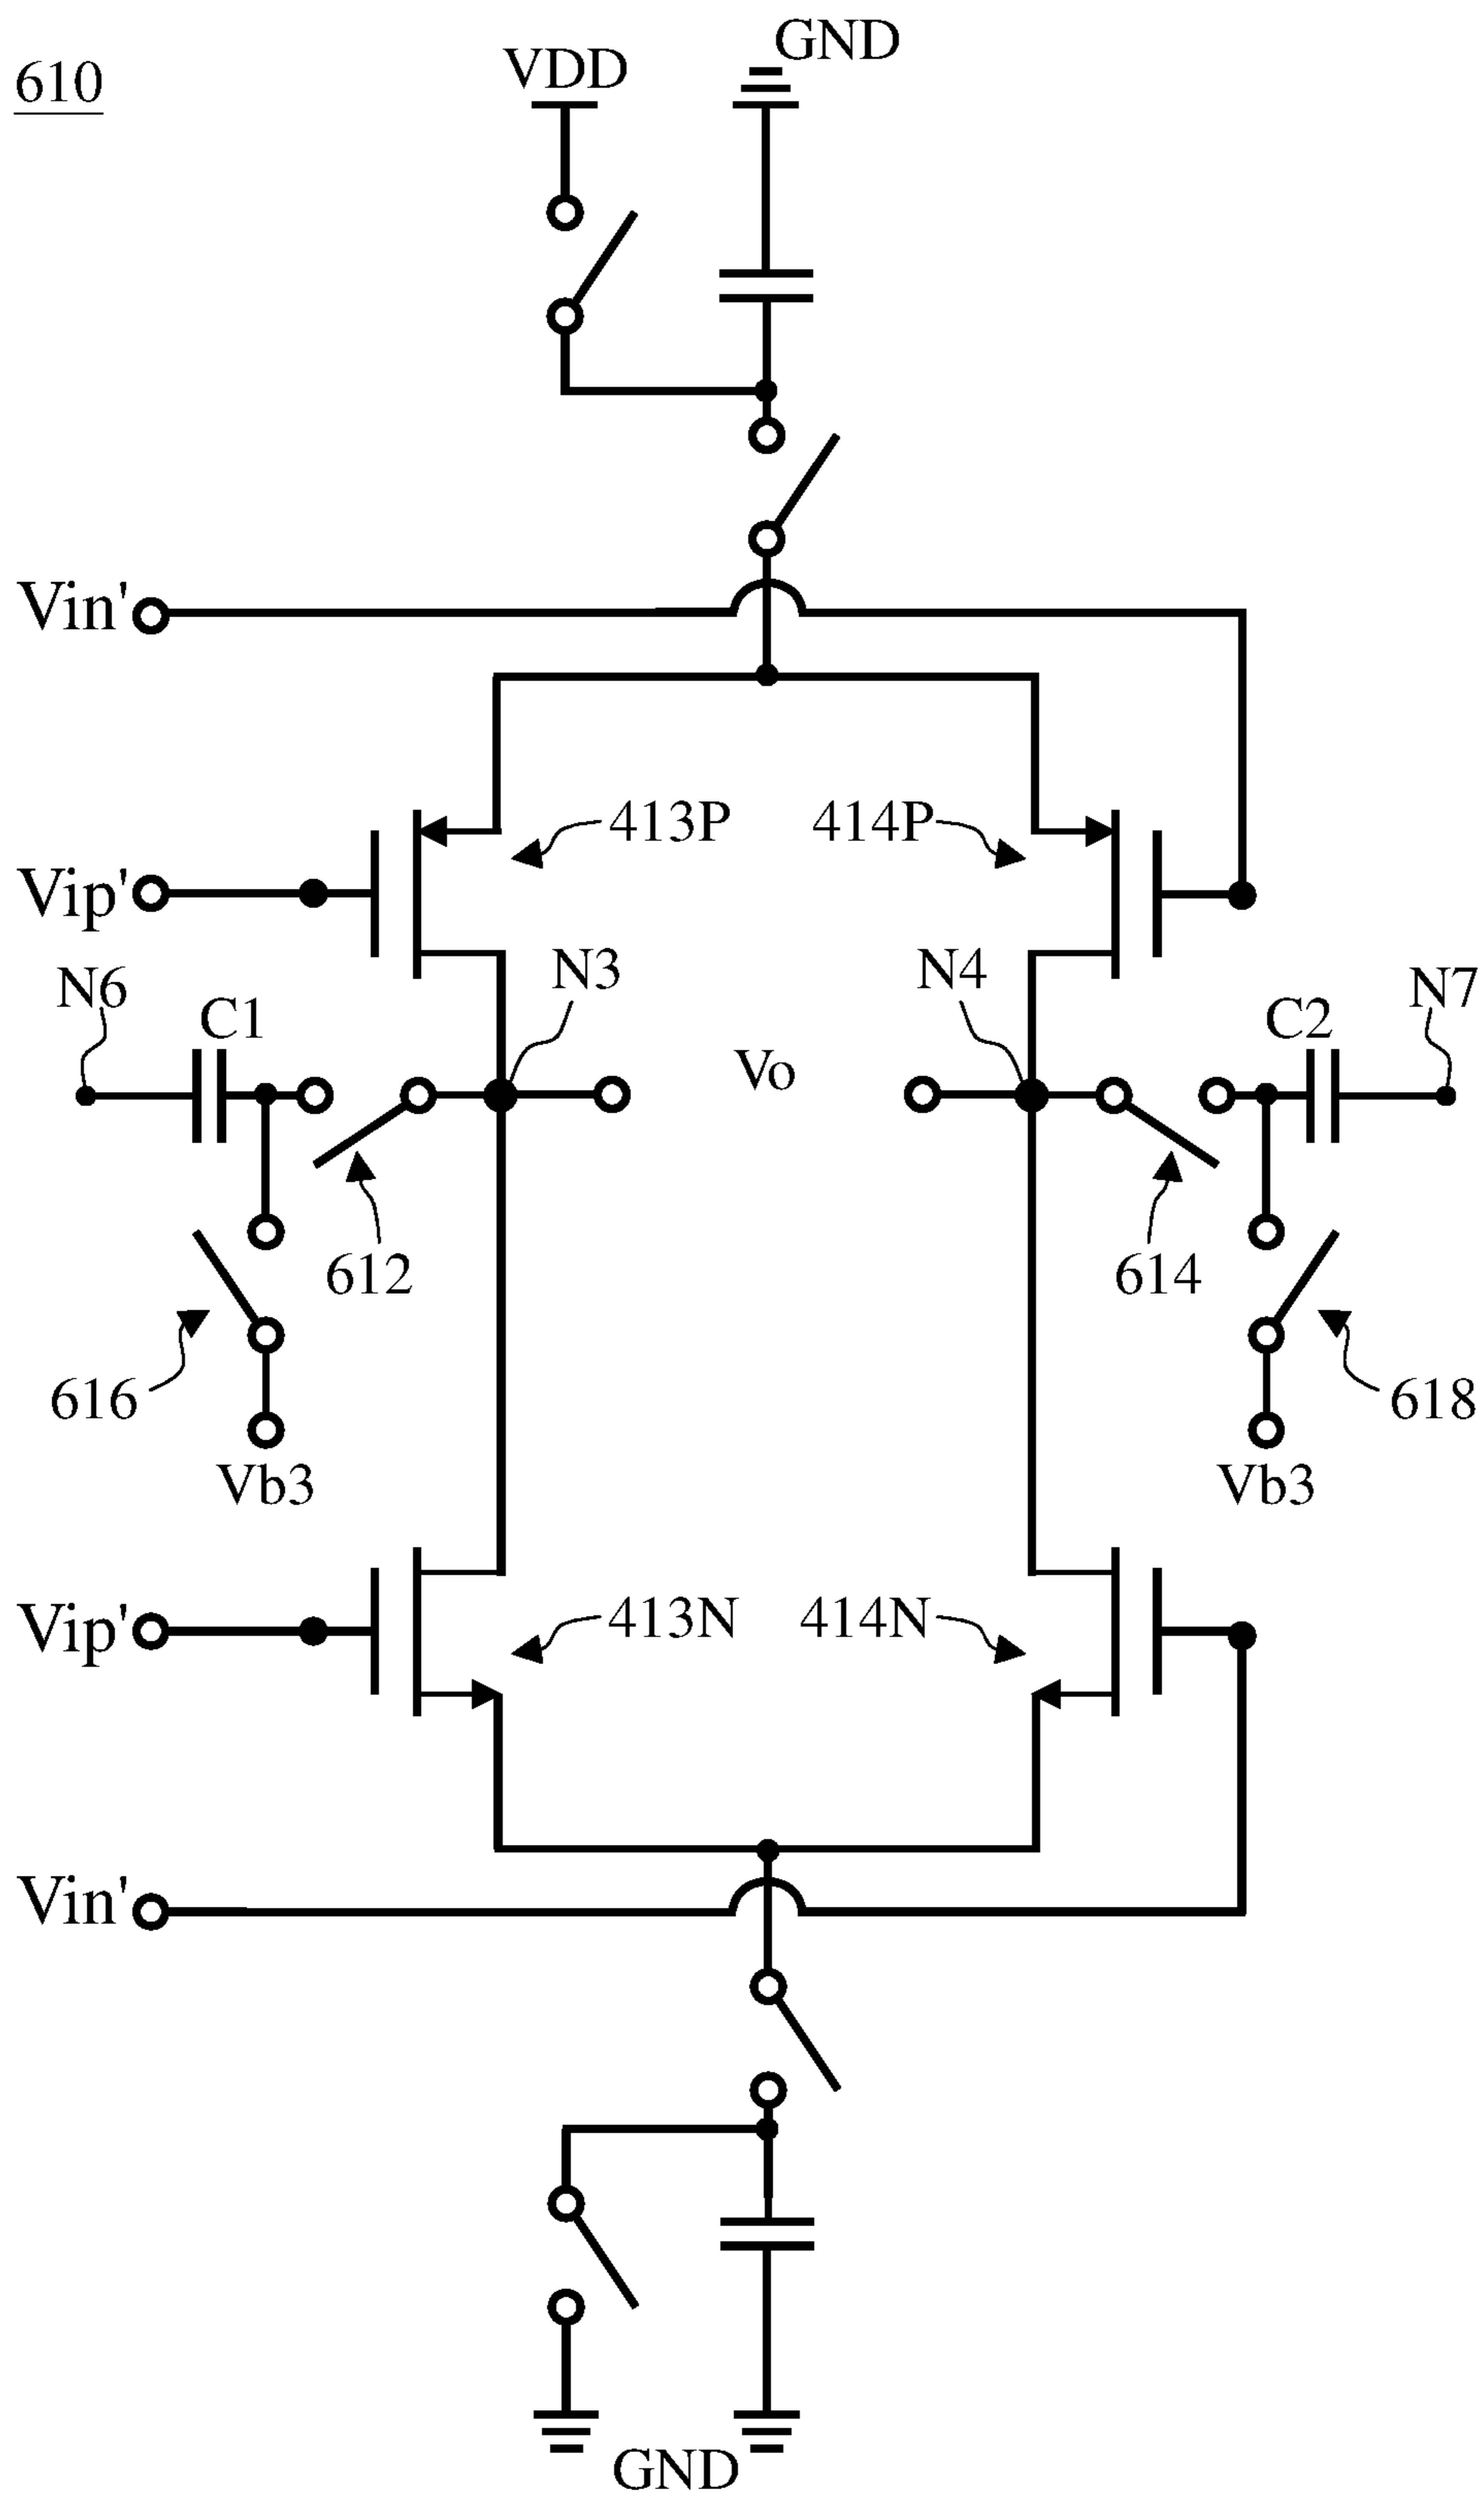 GND
VDD
610
Vin'
413P
414P
Vip'
N3
N4
N6
N7
C1
C2
Vo
612
614
616
618
Vb3
Vb3
Vip'
413N
414N
Vin'
GND